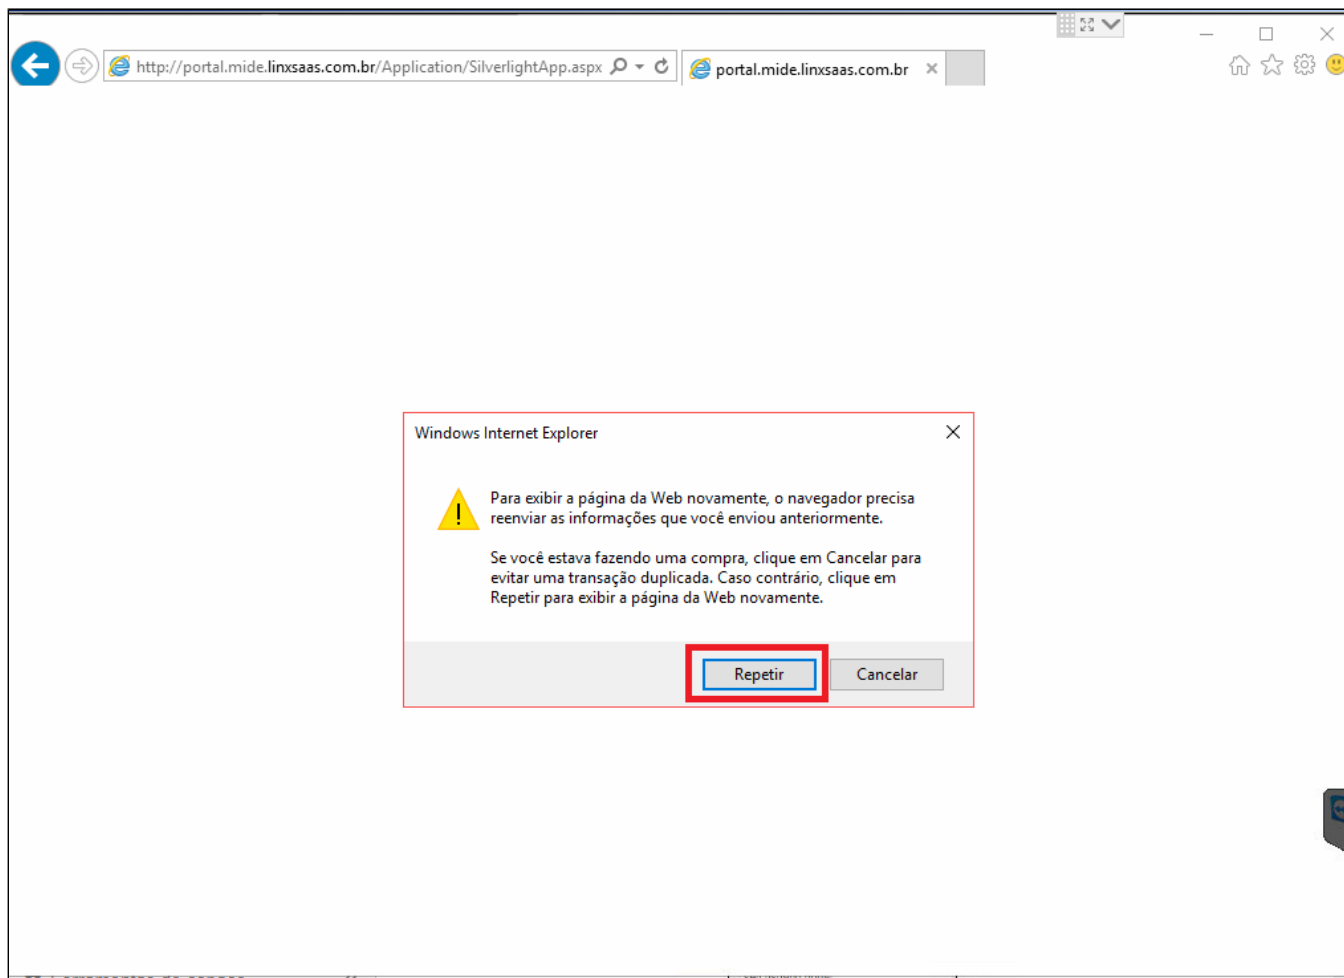 http://portal.mide.linxsaas.com.br/Application/SilverlightApp.aspx
portal.mide.linxsaas.com.br
Windows Internet Explorer
Para exibir a página da Web novamente, o navegador precisa
reenviar as informações que você enviou anteriormente.
Se você estava fazendo uma compra, clique em Cancelar para
evitar uma transação duplicada. Caso contrário, clique em
Repetir para exibir a página da Web novamente.
Repetir
Cancelar